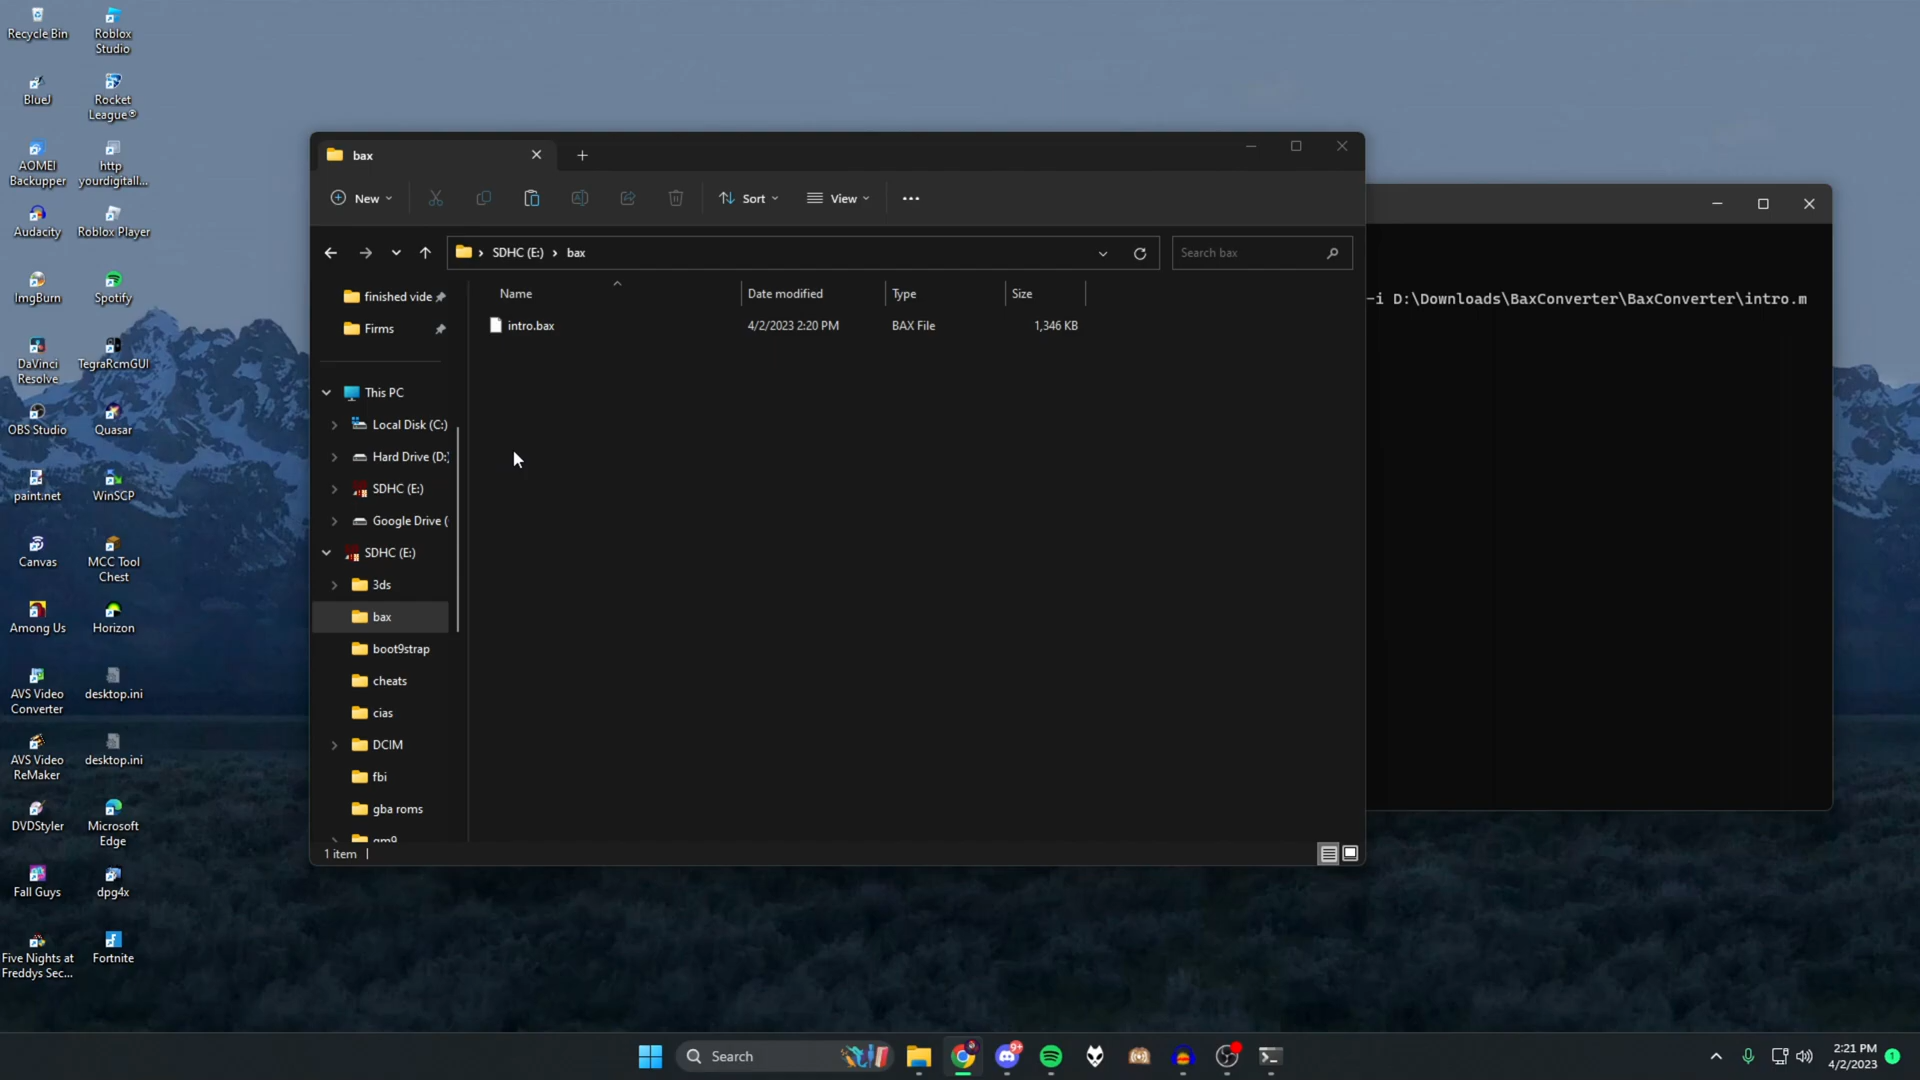 Recycle Bin
Roblox
Studio
BlueJ
Rocket
League®
AOMEI
Backupper
http
yourdigitall...
Audacity
Roblox Player
ImgBurn
Spotify
DaVinci
Resolve
TegraRcmGUI
OBS Studio
Quasar
paint.net
WinSCP
Canvas
MCC Tool
Chest
Among Us
Horizon
AVS Video
Converter
desktop.ini
AVS Video
ReMaker
desktop.ini
DVDStyler
Microsoft
Edge
Fall Guys
dpg4x
Five Nights at
Freddys Sec...
Fortnite
bax
New
Sort
View
SDHC (E:) › bax
Search bax
Name
Date modified
Type
Size
intro.bax
4/2/2023 2:20 PM
BAX File
1,346 KB
finished vide
Firms
This PC
Local Disk (C:)
Hard Drive (D:)
SDHC (E:)
Google Drive (
SDHC (E:)
3ds
bax
boot9strap
cheats
cias
DCIM
fbi
gba roms
gm9
1 item
-i D:\Downloads\BaxConverter\BaxConverter\intro.m
Search
9+
2:21 PM
4/2/2023
1